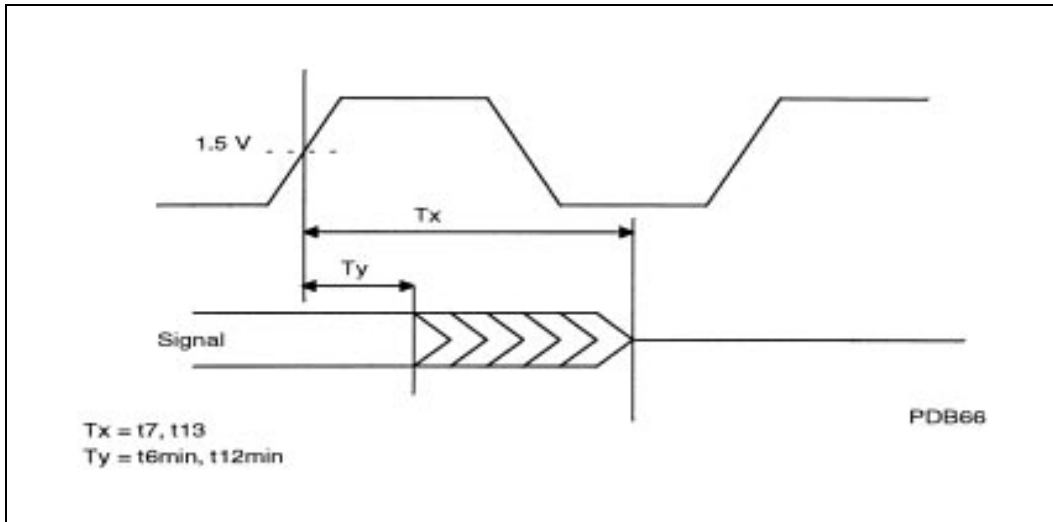 1.5 V
Tx
Ty
Signal
PDB66
Tx = t7, t13
Ty = t6min, t12min